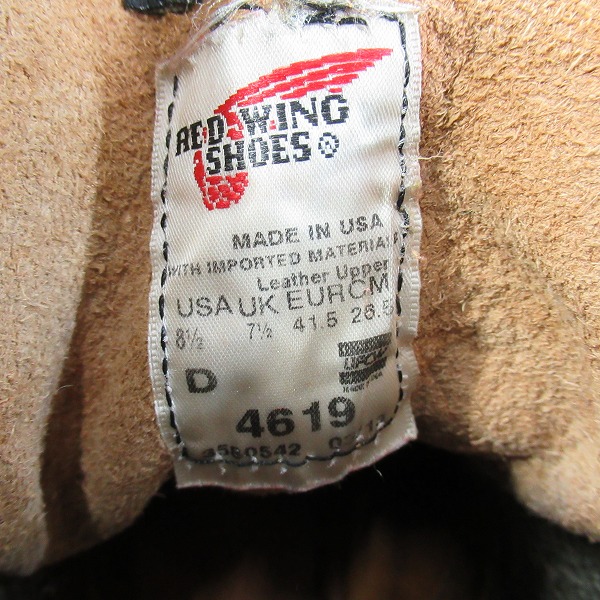 RED WING
SHOES®
MADE IN USA
WITH IMPORTED MATERIAL
Leather Upper
USA UK EUR CM
8½ 7½ 41.5 26.5
D
4619